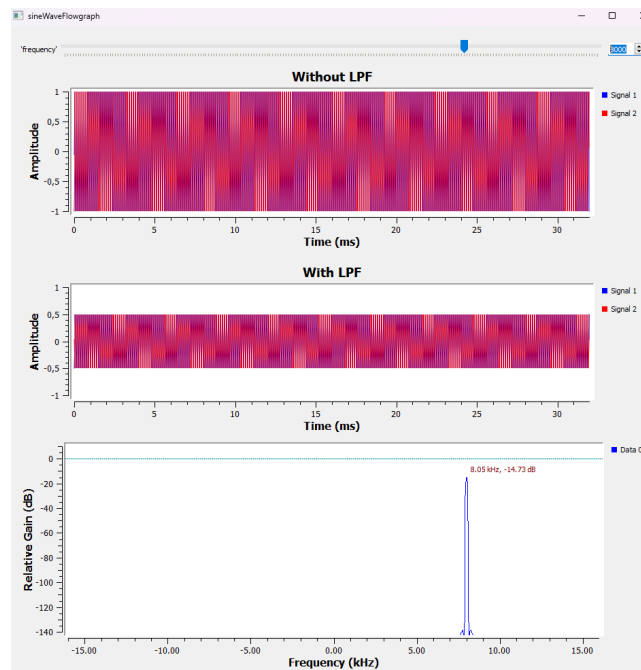 sineWaveFlowgraph
'frequency'
8000
Without LPF
Signal 1
Signal 2
Amplitude
1
0,5
0
-0,5
-1
0 5 10 15 20 25 30
Time (ms)
With LPF
Signal 1
Signal 2
Amplitude
1
0,5
0
-0,5
-1
0 5 10 15 20 25 30
Time (ms)
Data 0
8.05 kHz, -14.73 dB
Relative Gain (dB)
0
-20
-40
-60
-80
-100
-120
-140
-15.00 -10.00 -5.00 0.00 5.00 10.00 15.00
Frequency (kHz)